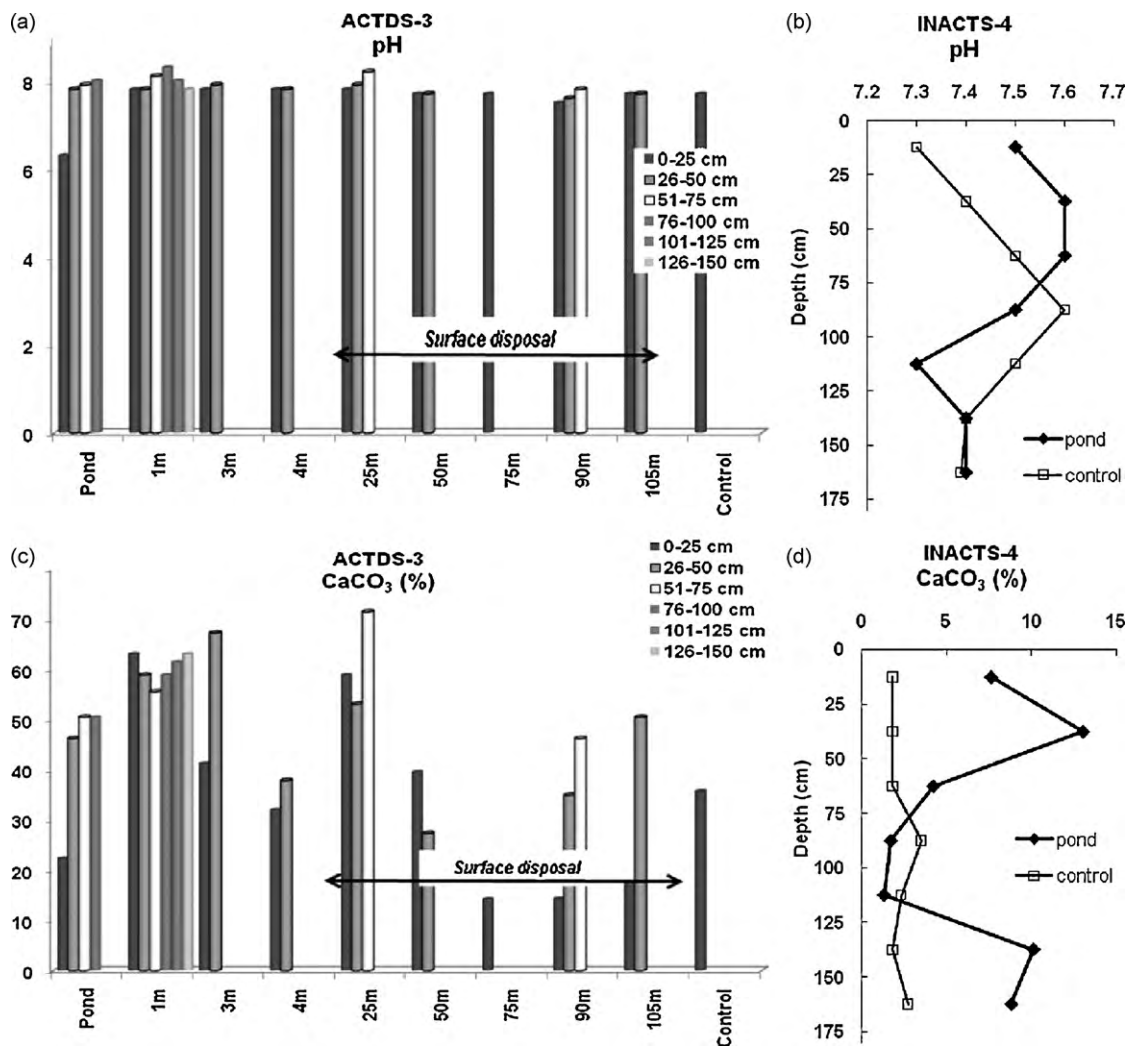 (a)
ACTDS-3
pH
8
6
4
2
0
0-25 cm
26-50 cm
51-75 cm
76-100 cm
101-125 cm
126-150 cm
Surface disposal
Pond
1m
3m
4m
25m
50m
75m
90m
105m
Control
(b)
INACTS-4
pH
7.2 7.3 7.4 7.5 7.6 7.7
0
25
50
75
100
125
150
175
Depth (cm)
pond
control
(c)
ACTDS-3
CaCO₃ (%)
70
60
50
40
30
20
10
0
0-25 cm
26-50 cm
51-75 cm
76-100 cm
101-125 cm
126-150 cm
Surface disposal
Pond
1m
3m
4m
25m
50m
75m
90m
105m
Control
(d)
INACTS-4
CaCO₃ (%)
0 5 10 15
0
25
50
75
100
125
150
175
Depth (cm)
pond
control